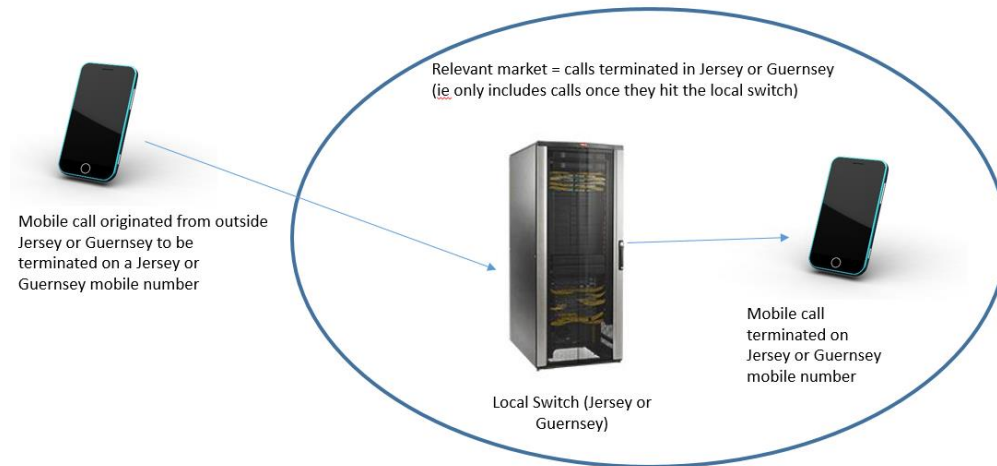 Relevant market = calls terminated in Jersey or Guernsey
(ie only includes calls once they hit the local switch)
Mobile call originated from outside
Jersey or Guernsey to be
terminated on a Jersey or
Guernsey mobile number
Mobile call
terminated on
Jersey or Guernsey
mobile number
Local Switch (Jersey or
Guernsey)